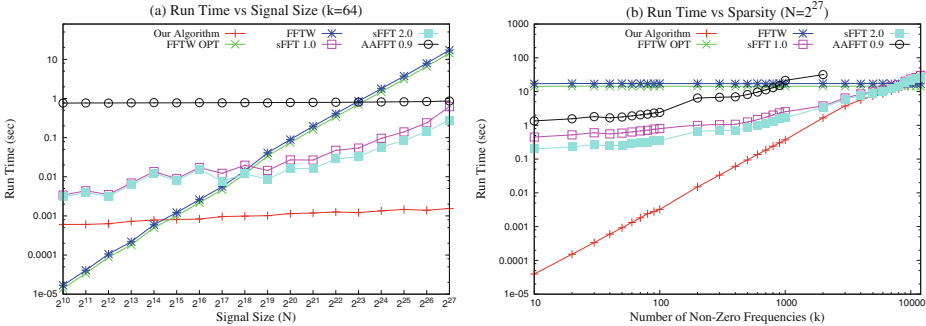 (a) Run Time vs Signal Size (k=64)
Our Algorithm
FFTW OPT
FFTW
sFFT 1.0
sFFT 2.0
AAFFT 0.9
Run Time (sec)
10
1
0.1
0.01
0.001
0.0001
1e-05
2^10 2^11 2^12 2^13 2^14 2^15 2^16 2^17 2^18 2^19 2^20 2^21 2^22 2^23 2^24 2^25 2^26 2^27
Signal Size (N)
(b) Run Time vs Sparsity (N=2^27)
Our Algorithm
FFTW OPT
FFTW
sFFT 1.0
sFFT 2.0
AAFFT 0.9
Run Time (sec)
1000
100
10
1
0.1
0.01
0.001
0.0001
1e-05
10 100 1000 10000
Number of Non-Zero Frequencies (k)